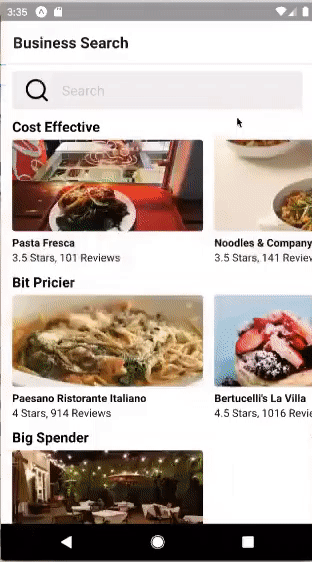 3:35
Business Search
Search
Cost Effective
Pasta Fresca
Noodles & Company
3.5 Stars, 101 Reviews
3.5 Stars, 141 Review
Bit Pricier
Paesano Ristorante Italiano
Bertucelli's La Villa
4 Stars, 914 Reviews
4.5 Stars, 1016 Revie
Big Spender